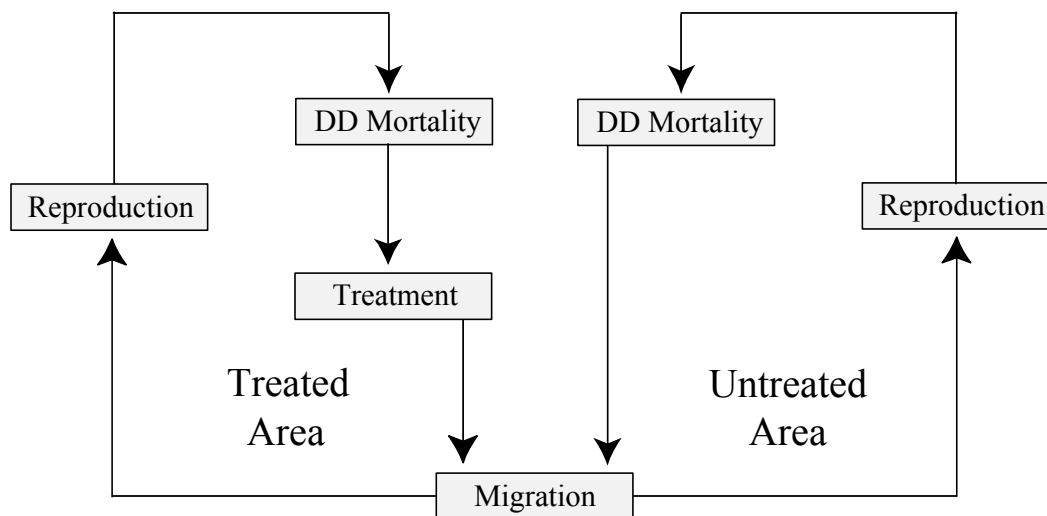 DD Mortality
DD Mortality
Reproduction
Reproduction
Treatment
Treated
Area
Untreated
Area
Migration